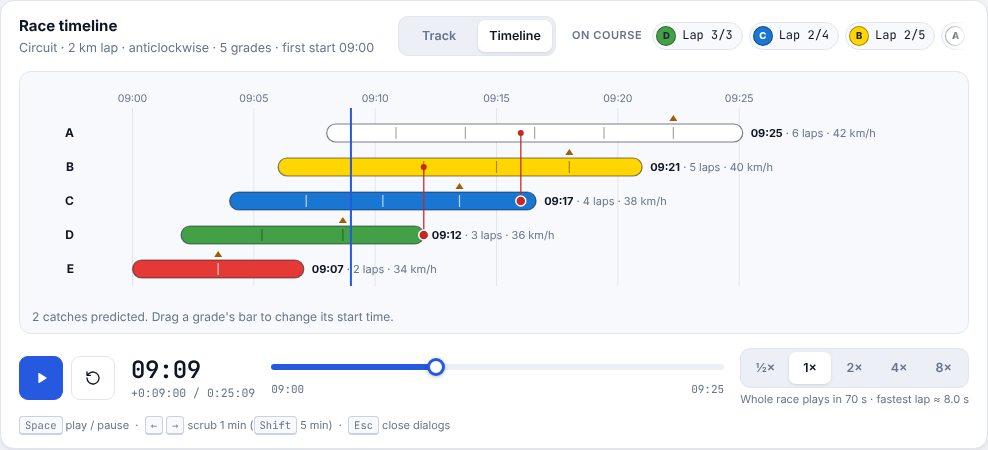 Race timeline
Circuit · 2 km lap · anticlockwise · 5 grades · first start 09:00
Track
Timeline
ON COURSE
D Lap 3/3
C Lap 2/4
B Lap 2/5
A
09:00 09:05 09:10 09:15 09:20 09:25
A 09:25 · 6 laps · 42 km/h
B 09:21 · 5 laps · 40 km/h
C 09:17 · 4 laps · 38 km/h
D 09:12 · 3 laps · 36 km/h
E 09:07 · 2 laps · 34 km/h
2 catches predicted. Drag a grade's bar to change its start time.
09:09
+0:09:00 / 0:25:09
09:00 09:25
½× 1× 2× 4× 8×
Whole race plays in 70 s · fastest lap ≈ 8.0 s
Space play / pause · ← → scrub 1 min (Shift 5 min) · Esc close dialogs